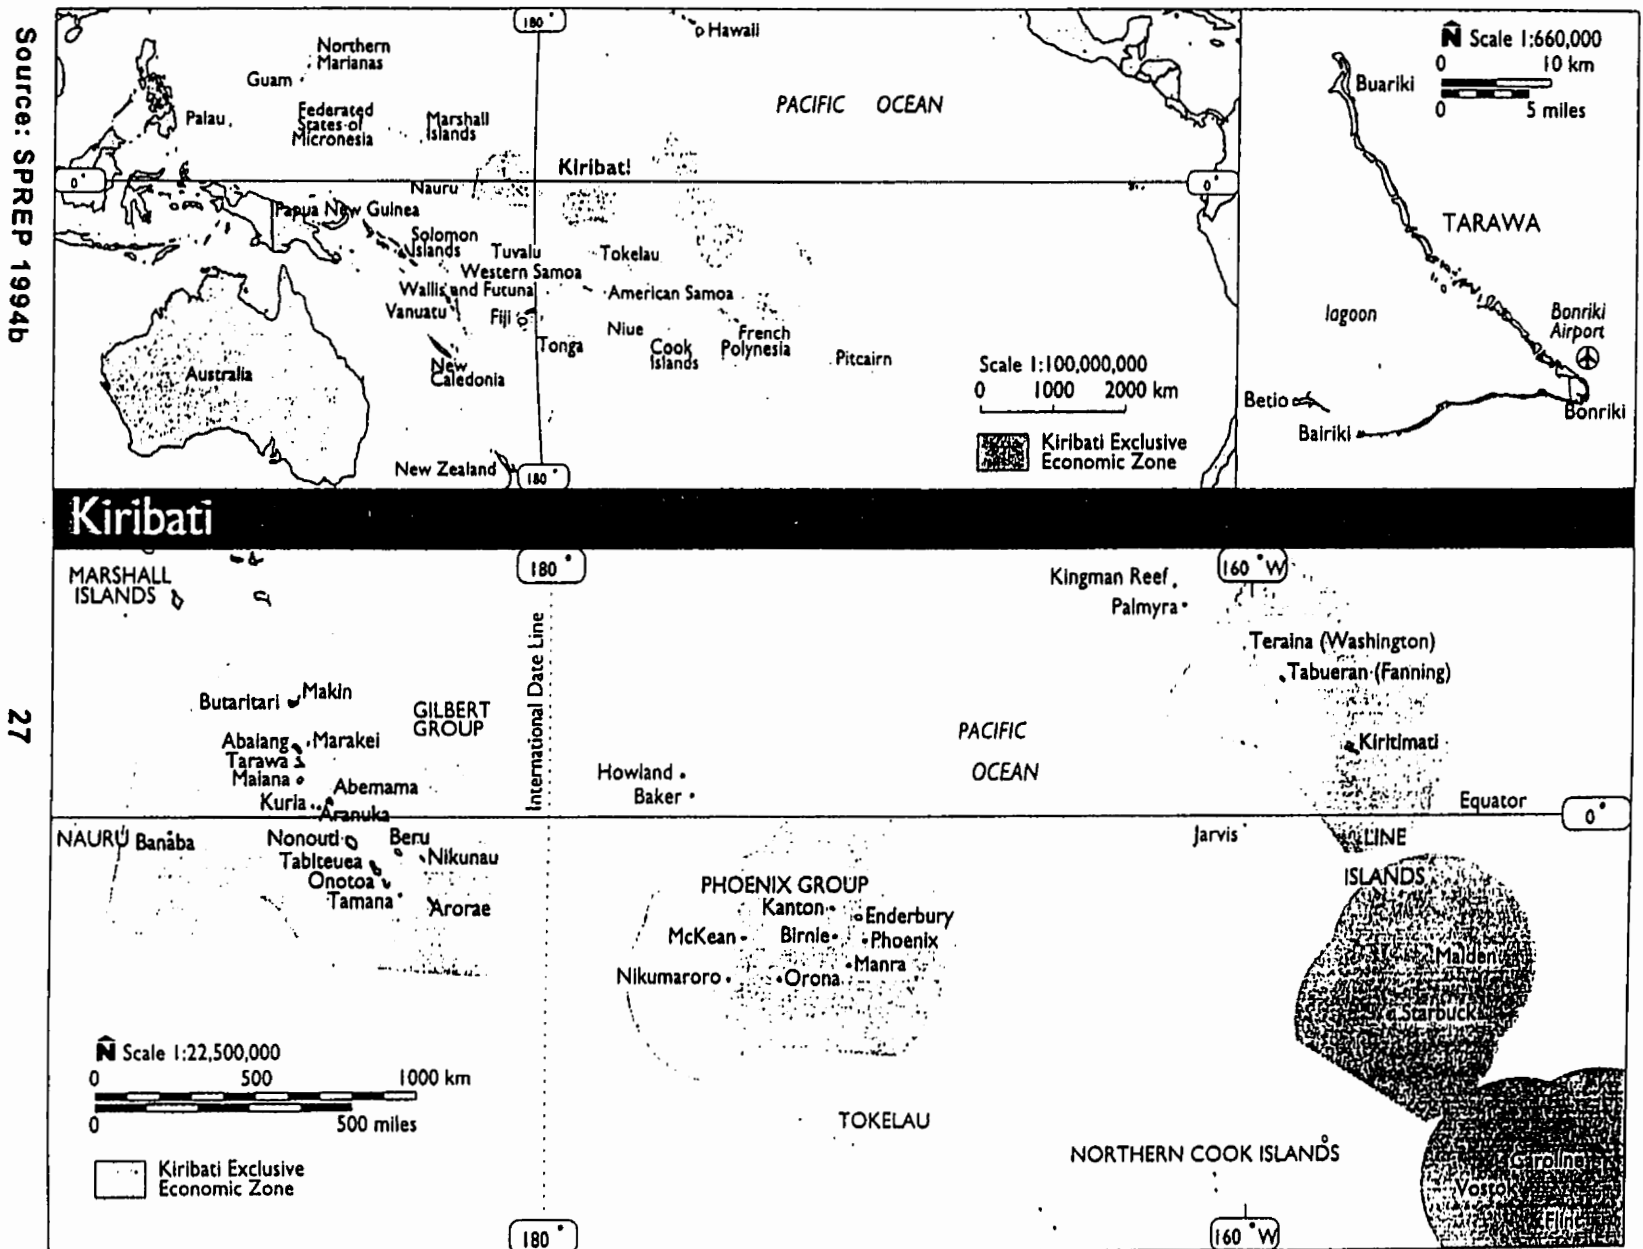 Source: SPREP 1994b
27
180°
Hawaii
Northern
Marianas
Guam
PACIFIC OCEAN
Palau
Federated
States of
Micronesia
Marshall
Islands
Kiribati
0°
0°
Nauru
Papua New Guinea
Solomon
Islands
Tuvalu
Tokelau
Western Samoa
Wallis and Futuna
American Samoa
Vanuatu
Fiji
Niue
French
Polynesia
Tonga
Cook
Islands
Pitcairn
New
Caledonia
Australia
Scale 1:100,000,000
0 1000 2000 km
Kiribati Exclusive
Economic Zone
New Zealand
180°
N Scale 1:660,000
0 10 km
0 5 miles
Buariki
TARAWA
lagoon
Bonriki
Airport
Betio
Bonriki
Bairiki
Kiribati
MARSHALL
ISLANDS
180°
International Date Line
160°W
Kingman Reef
Palmyra
Teraina (Washington)
Tabueran (Fanning)
Makin
Butaritari
GILBERT
GROUP
PACIFIC
OCEAN
Kiritimati
Abaiang
Marakei
Tarawa
Maiana
Abemama
Kuria
Aranuka
Howland
Baker
Equator
0°
NAURU
Banaba
Nonouti
Beru
Tabiteuea
Nikunau
Onotoa
Tamana
Arorae
Jarvis
LINE
ISLANDS
PHOENIX GROUP
Kanton
Enderbury
McKean
Birnie
Phoenix
Manra
Nikumaroro
Orona
Malden
Starbuck
N Scale 1:22,500,000
0 500 1000 km
0 500 miles
Kiribati Exclusive
Economic Zone
TOKELAU
NORTHERN COOK ISLANDS
Caroline
Vostok
Flint
180°
160°W